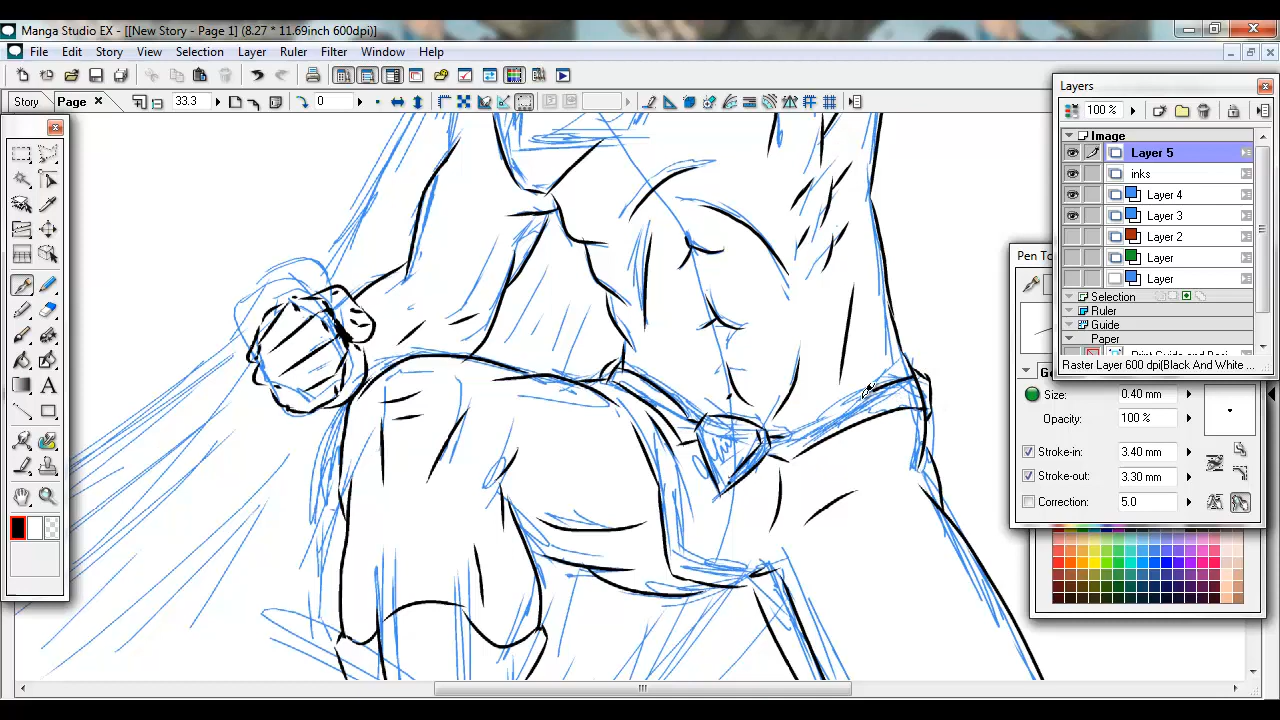 Manga Studio EX - [[New Story - Page 1] (8.27 * 11.69inch 600dpi)]
File Edit Story View Selection Layer Ruler Filter Window Help
Story Page 33.3 0
Layers
100 %
Image
Layer 5
inks
Layer 4
Layer 3
Layer 2
Layer
Layer
Selection
Ruler
Guide
Paper
Raster Layer 600 dpi(Black And White ...
Pen To
Size: 0.40 mm
Opacity: 100 %
Stroke-in: 3.40 mm
Stroke-out: 3.30 mm
Correction: 5.0